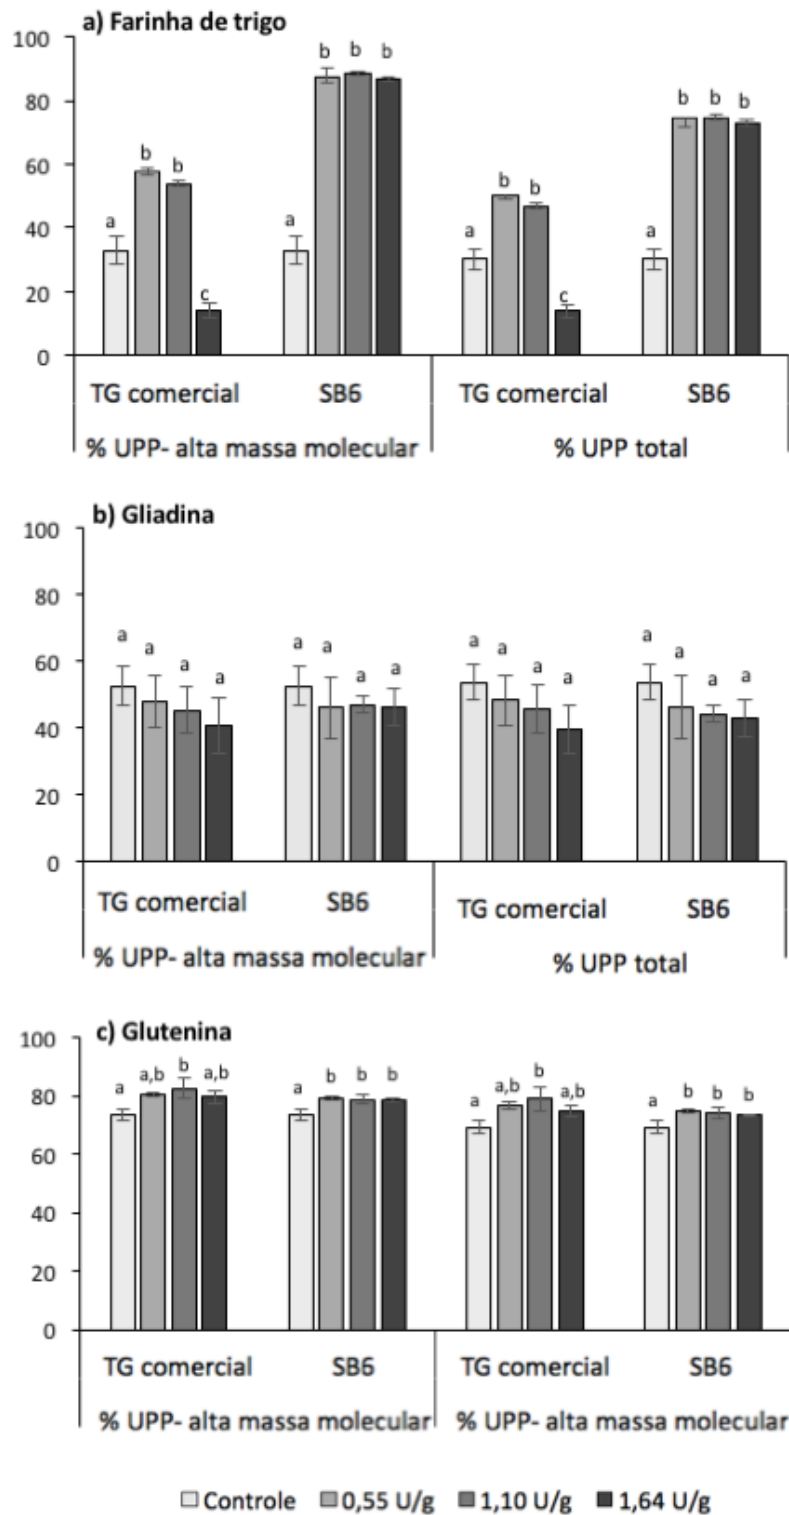 a) Farinha de trigo
100
80
60
40
20
0
a b b c
a b b b
a b b c
a b b b
TG comercial SB6 TG comercial SB6
% UPP- alta massa molecular % UPP total
b) Gliadina
100
80
60
40
20
0
a a a a
a a a a
a a a a
a a a a
TG comercial SB6 TG comercial SB6
% UPP- alta massa molecular % UPP total
c) Glutenina
100
80
60
40
20
0
a a,b b a,b
a b b b
a a,b b a,b
a b b b
TG comercial SB6 TG comercial SB6
% UPP- alta massa molecular % UPP- alta massa molecular
Controle 0,55 U/g 1,10 U/g 1,64 U/g